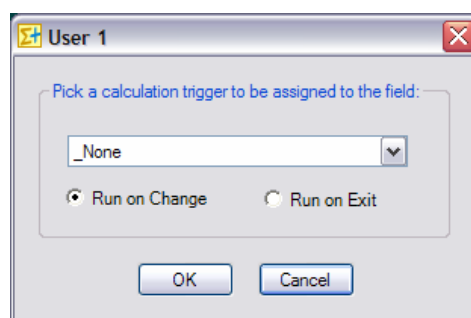 User 1
Pick a calculation trigger to be assigned to the field:
_None
Run on Change Run on Exit
OK Cancel